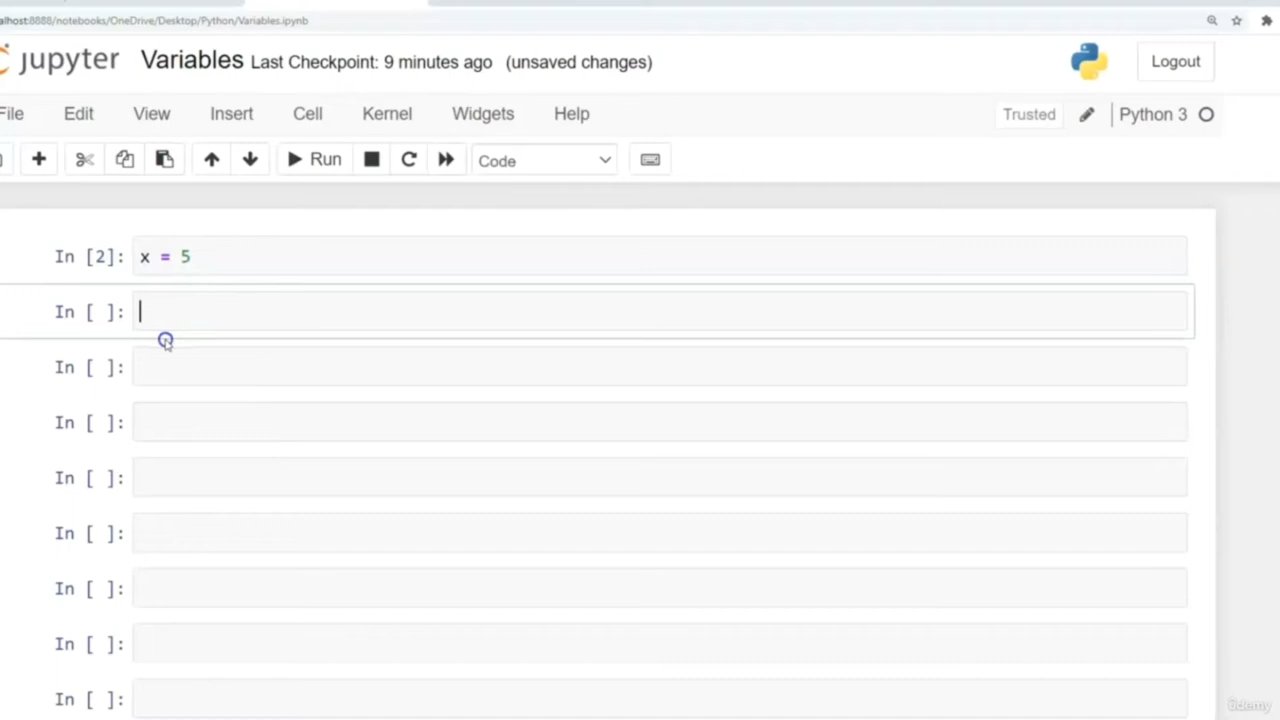 alhost:8888/notebooks/OneDrive/Desktop/Python/Variables.ipynb
jupyter Variables Last Checkpoint: 9 minutes ago (unsaved changes) Logout
File Edit View Insert Cell Kernel Widgets Help Trusted Python 3
Run Code
In [2]: x = 5
In [ ]:
In [ ]:
In [ ]:
In [ ]:
In [ ]:
In [ ]:
In [ ]:
In [ ]:
ûdemy